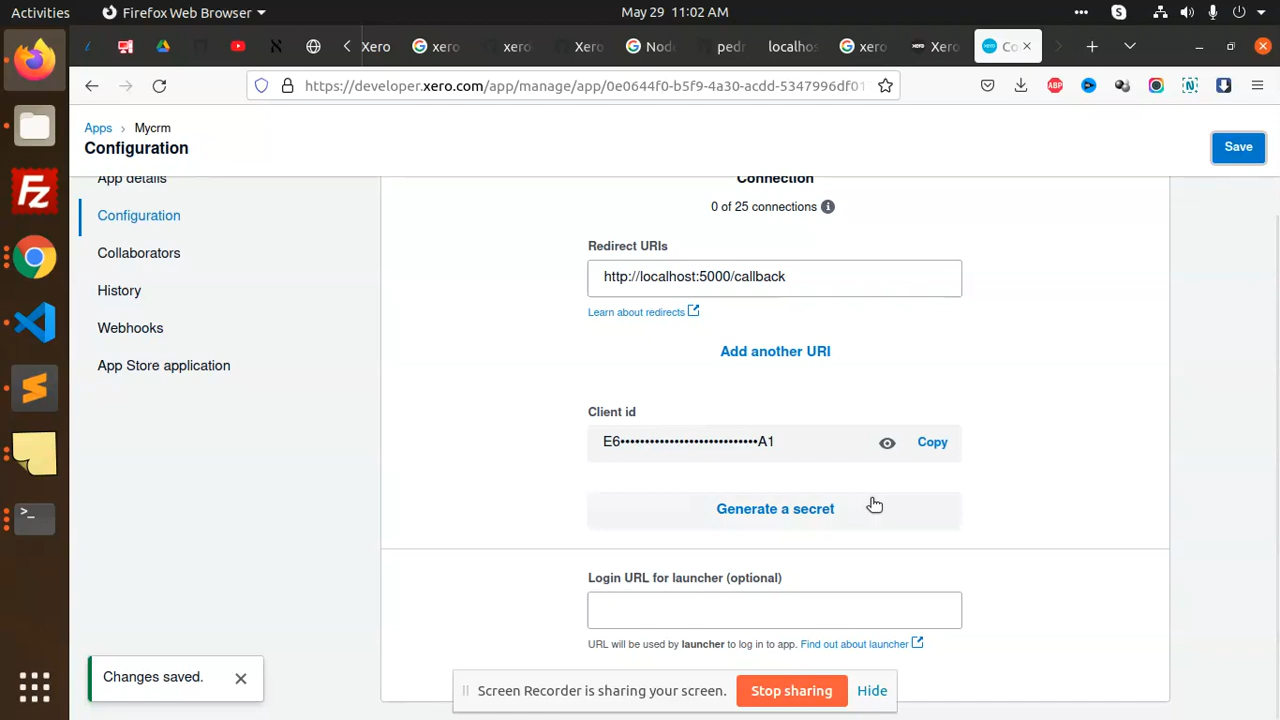 Activities
Firefox Web Browser
May 29 11:02 AM
Xero
xero
xero
Xero
Node
pedr
localhos
xero
Xero
Co
https://developer.xero.com/app/manage/app/0e0644f0-b5f9-4a30-acdd-5347996df01
ABP
N
Apps › Mycrm
Configuration
Save
App details
Configuration
Collaborators
History
Webhooks
App Store application
Connection
0 of 25 connections
Redirect URIs
http://localhost:5000/callback
Learn about redirects
Add another URI
Client id
E6••••••••••••••••••••••••••••A1
Copy
Generate a secret
Login URL for launcher (optional)
URL will be used by launcher to log in to app. Find out about launcher
Changes saved.
Screen Recorder is sharing your screen.
Stop sharing
Hide